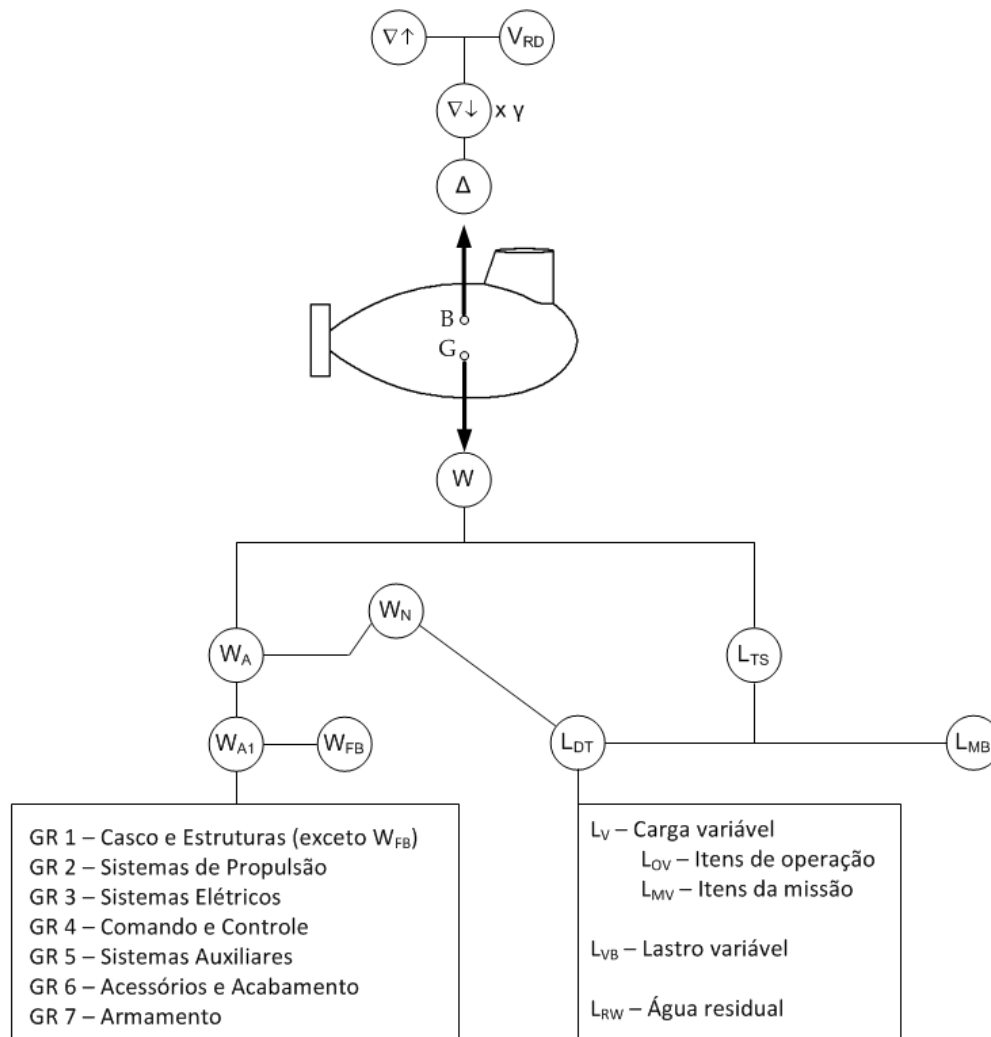 ∇↑
V_RD
∇↓ x γ
Δ
B
G
W
W_N
W_A
L_TS
W_A1
W_FB
L_DT
L_MB
GR 1 – Casco e Estruturas (exceto W_FB)
GR 2 – Sistemas de Propulsão
GR 3 – Sistemas Elétricos
GR 4 – Comando e Controle
GR 5 – Sistemas Auxiliares
GR 6 – Acessórios e Acabamento
GR 7 – Armamento
L_V – Carga variável
L_OV – Itens de operação
L_MV – Itens da missão
L_VB – Lastro variável
L_RW – Água residual